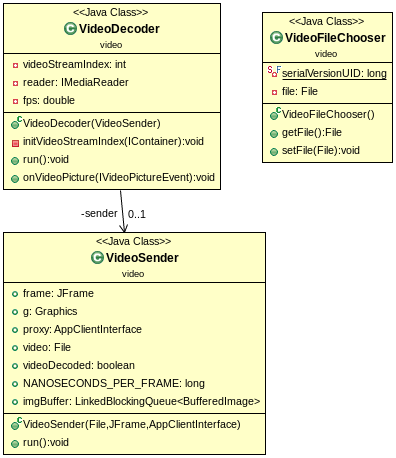 <<Java Class>>
VideoDecoder
video
videoStreamIndex: int
reader: IMediaReader
fps: double
VideoDecoder(VideoSender)
initVideoStreamIndex(IContainer):void
run():void
onVideoPicture(IVideoPictureEvent):void
<<Java Class>>
VideoFileChooser
video
serialVersionUID: long
file: File
VideoFileChooser()
getFile():File
setFile(File):void
-sender 0..1
<<Java Class>>
VideoSender
video
frame: JFrame
g: Graphics
proxy: AppClientInterface
video: File
videoDecoded: boolean
NANOSECONDS_PER_FRAME: long
imgBuffer: LinkedBlockingQueue<BufferedImage>
VideoSender(File,JFrame,AppClientInterface)
run():void